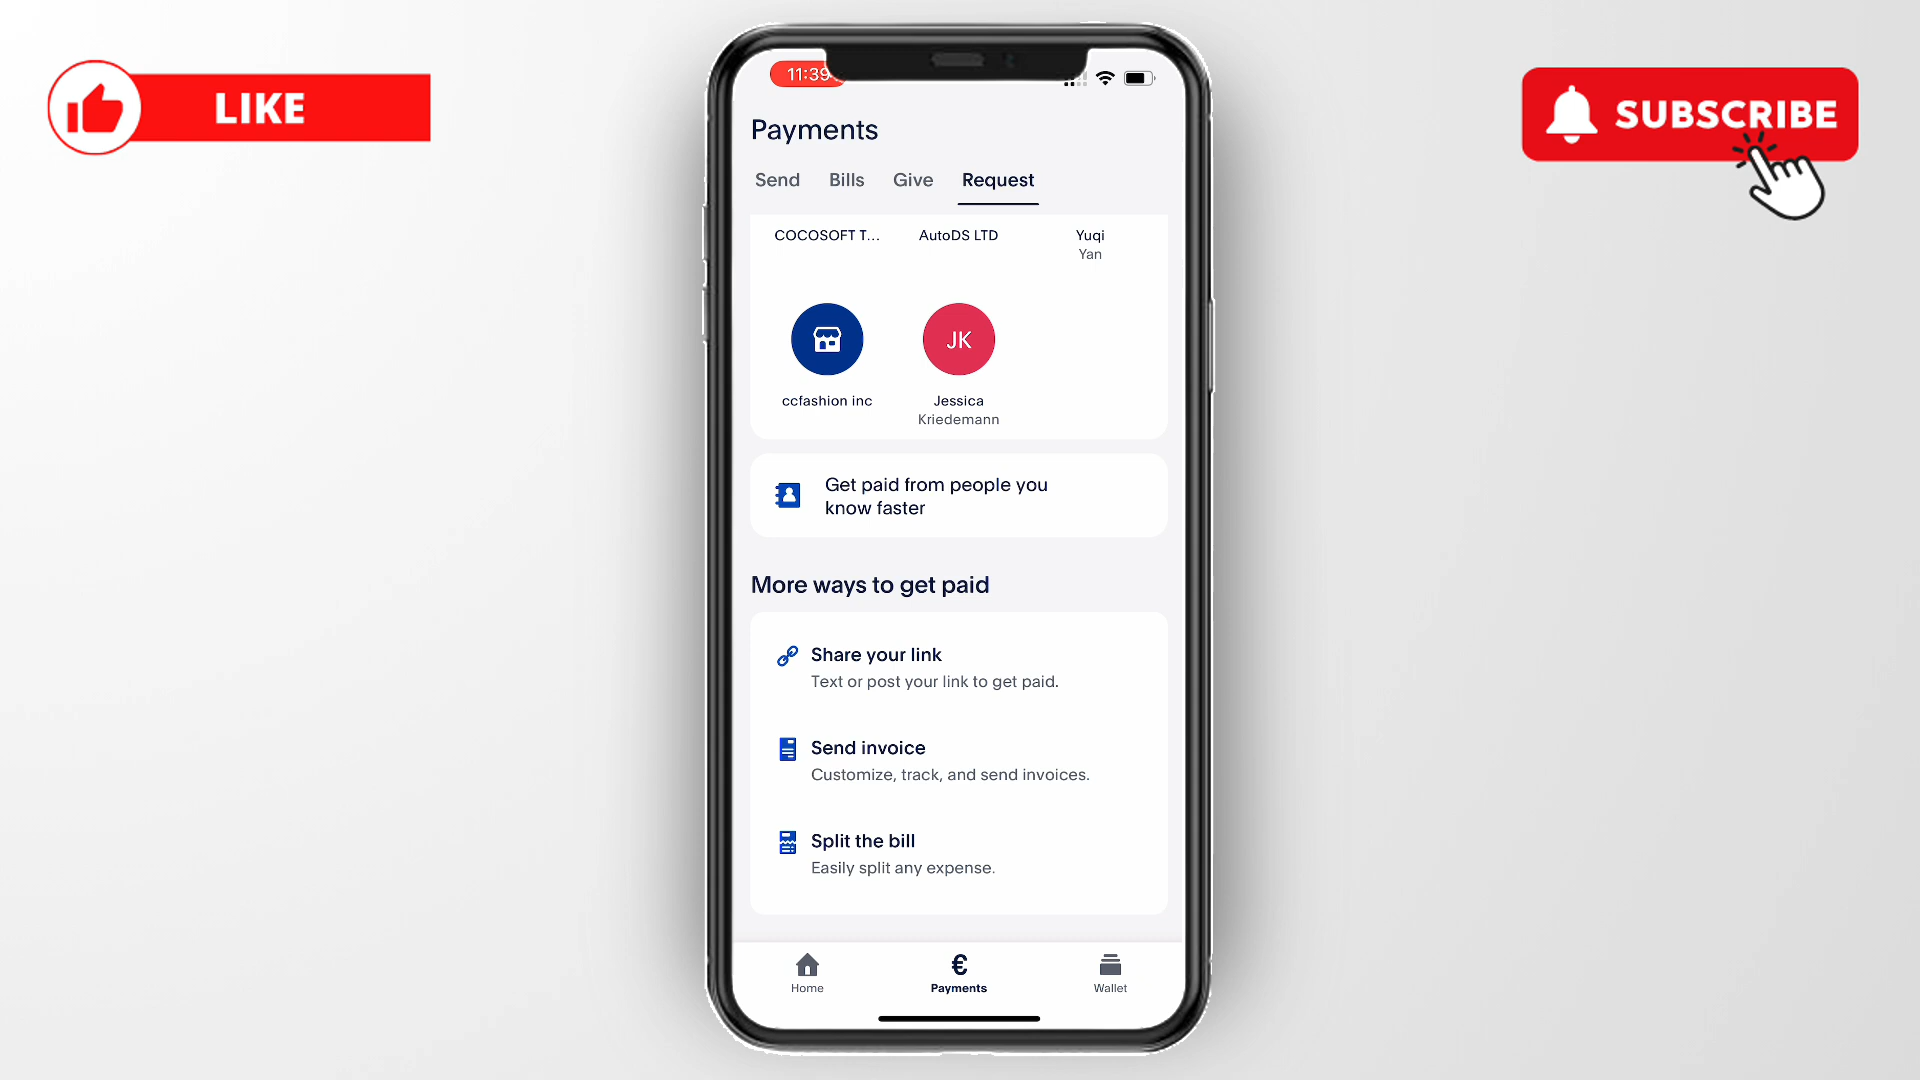 LIKE
SUBSCRIBE
11:39
Payments
Send Bills Give Request
COCOSOFT T... AutoDS LTD Yuqi
Yan
JK
ccfashion inc Jessica
Kriedemann
Get paid from people you
know faster
More ways to get paid
Share your link
Text or post your link to get paid.
Send invoice
Customize, track, and send invoices.
Split the bill
Easily split any expense.
€
Home Payments Wallet